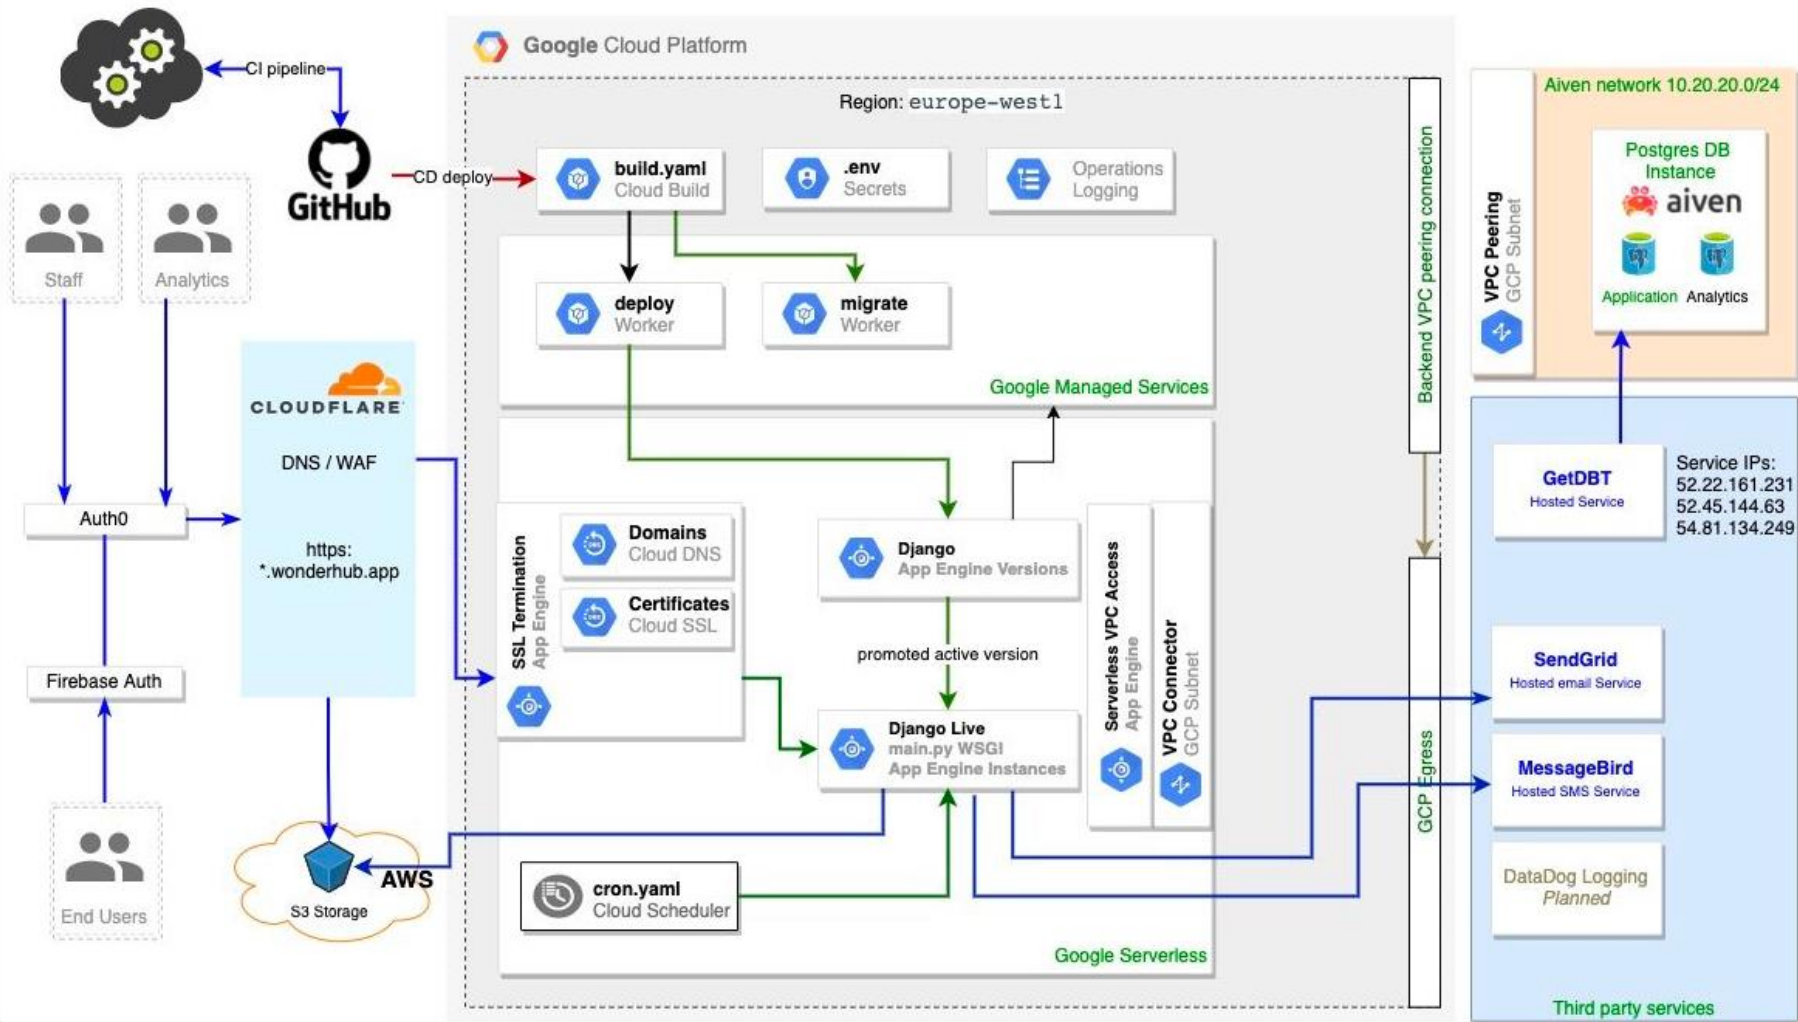 Google Cloud Platform
Region: europe-west1
CI pipeline
GitHub
CD deploy
build.yaml
Cloud Build
.env
Secrets
Operations
Logging
Staff
Analytics
deploy
Worker
migrate
Worker
Google Managed Services
CLOUDFLARE
DNS / WAF
https:
*.wonderhub.app
Auth0
Firebase Auth
End Users
AWS
S3 Storage
SSL Termination
App Engine
Domains
Cloud DNS
Certificates
Cloud SSL
Django
App Engine Versions
promoted active version
Django Live
main.py WSGI
App Engine Instances
Serverless VPC Access
App Engine
VPC Connector
GCP Subnet
cron.yaml
Cloud Scheduler
Google Serverless
Backend VPC peering connection
GCP Egress
VPC Peering
GCP Subnet
Aiven network 10.20.20.0/24
Postgres DB
Instance
aiven
Application
Analytics
GetDBT
Hosted Service
Service IPs:
52.22.161.231
52.45.144.63
54.81.134.249
SendGrid
Hosted email Service
MessageBird
Hosted SMS Service
DataDog Logging
Planned
Third party services